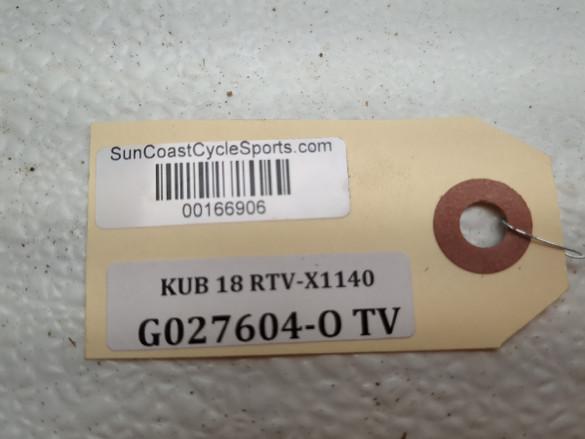 SunCoastCycleSports.com
00166906
KUB 18 RTV-X1140
G027604-O TV